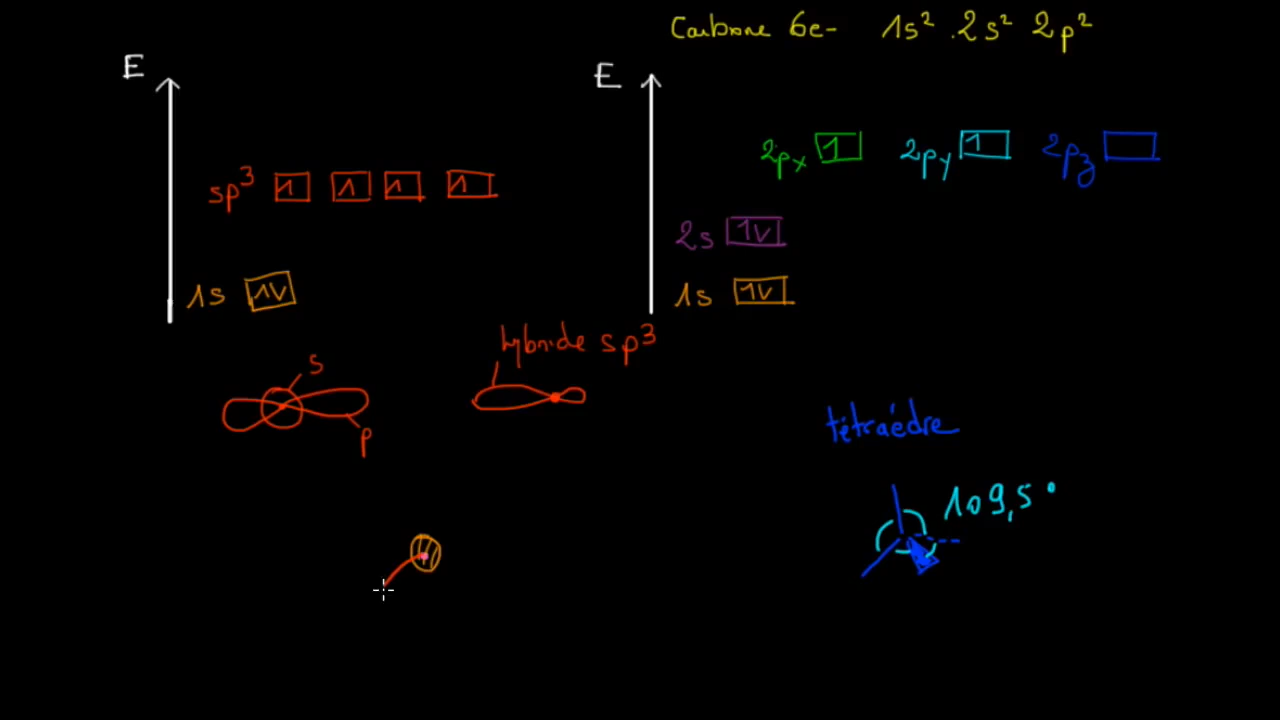 Carbone 6e- 1s² 2s² 2p²
E
sp³ 1 1 1 1
1s 1v
E
2px 1 2py 1 2pz
2s 1v
1s 1v
s
p
hybride sp³
tétraédre
109,5°